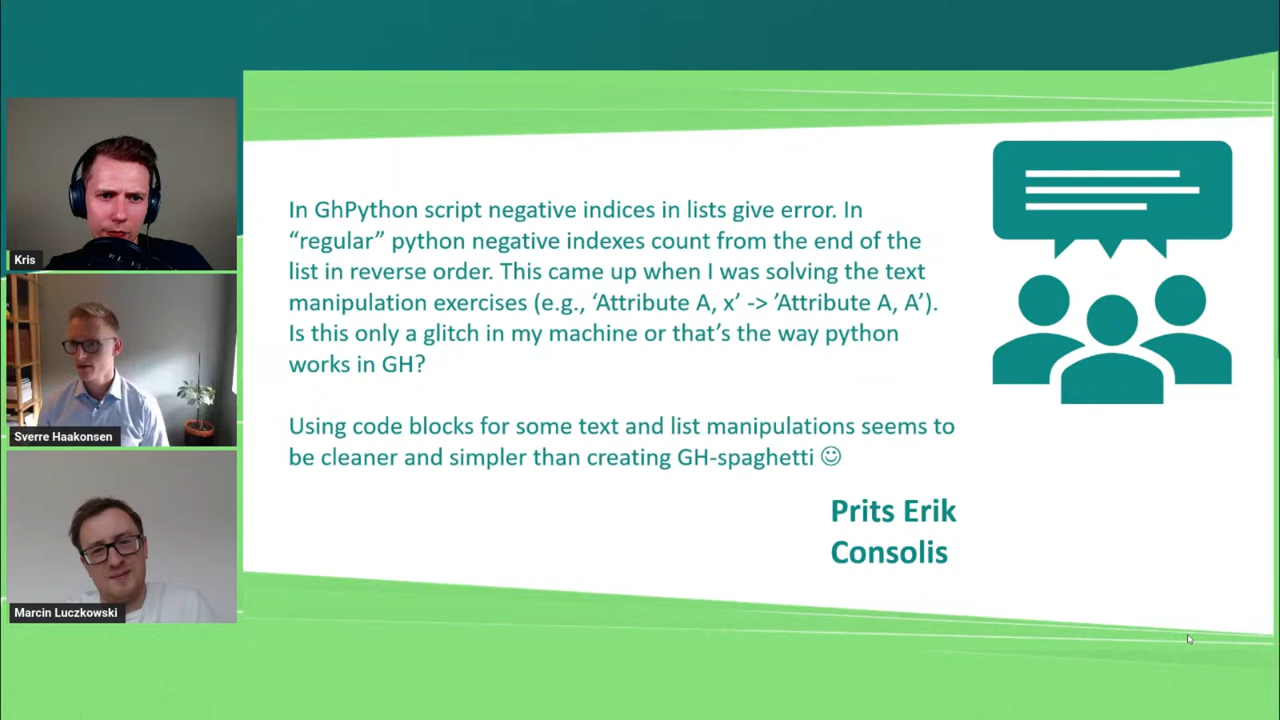 Kris
Sverre Haakonsen
Marcin Luczkowski
In GhPython script negative indices in lists give error. In
“regular” python negative indexes count from the end of the
list in reverse order. This came up when I was solving the text
manipulation exercises (e.g., ‘Attribute A, x’ -> ’Attribute A, A’).
Is this only a glitch in my machine or that’s the way python
works in GH?
Using code blocks for some text and list manipulations seems to
be cleaner and simpler than creating GH-spaghetti ☺
Prits Erik
Consolis